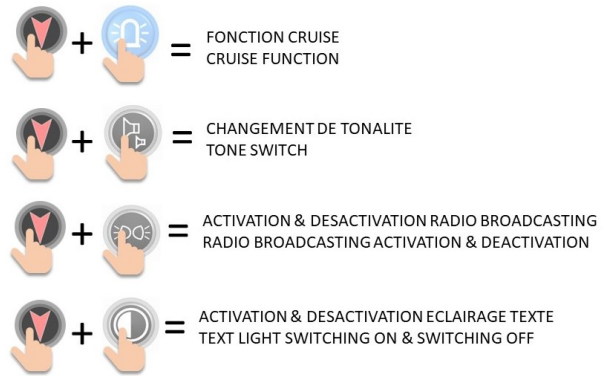 + = FONCTION CRUISE
CRUISE FUNCTION
+ = CHANGEMENT DE TONALITE
TONE SWITCH
+ = ACTIVATION & DESACTIVATION RADIO BROADCASTING
RADIO BROADCASTING ACTIVATION & DEACTIVATION
+ = ACTIVATION & DESACTIVATION ECLAIRAGE TEXTE
TEXT LIGHT SWITCHING ON & SWITCHING OFF